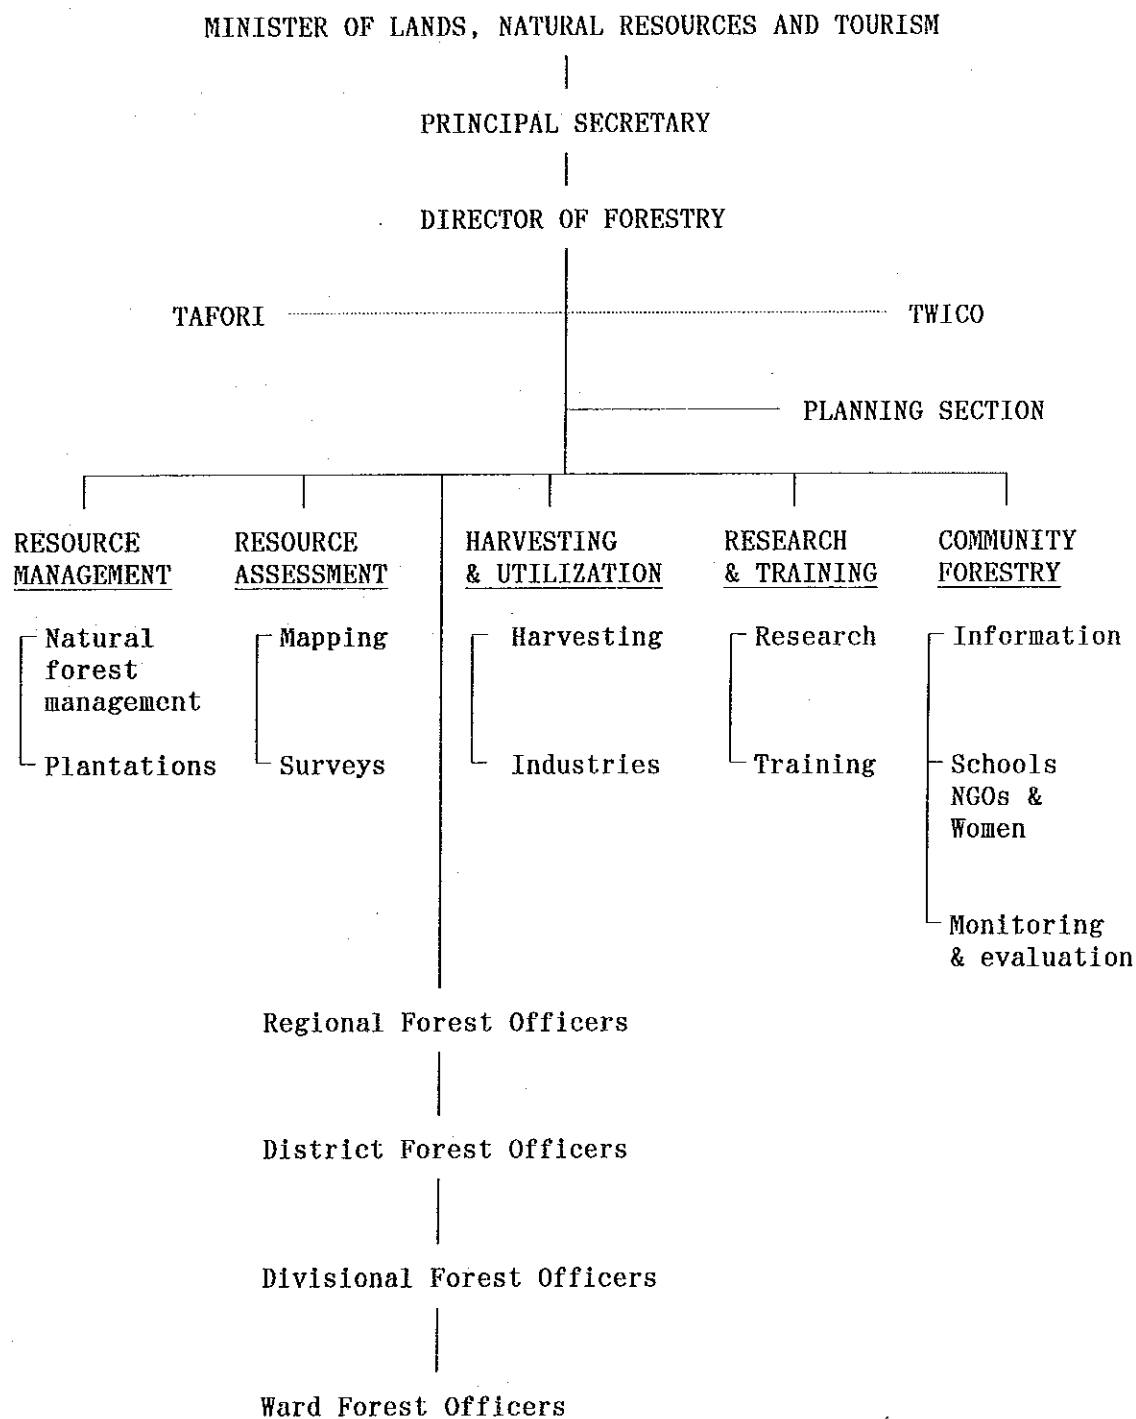 MINISTER OF LANDS, NATURAL RESOURCES AND TOURISM
PRINCIPAL SECRETARY
DIRECTOR OF FORESTRY
TAFORI
TWICO
PLANNING SECTION
RESOURCE
MANAGEMENT
Natural
forest
management
Plantations
RESOURCE
ASSESSMENT
Mapping
Surveys
HARVESTING
& UTILIZATION
Harvesting
Industries
RESEARCH
& TRAINING
Research
Training
COMMUNITY
FORESTRY
Information
Schools
NGOs &
Women
Monitoring
& evaluation
Regional Forest Officers
District Forest Officers
Divisional Forest Officers
Ward Forest Officers